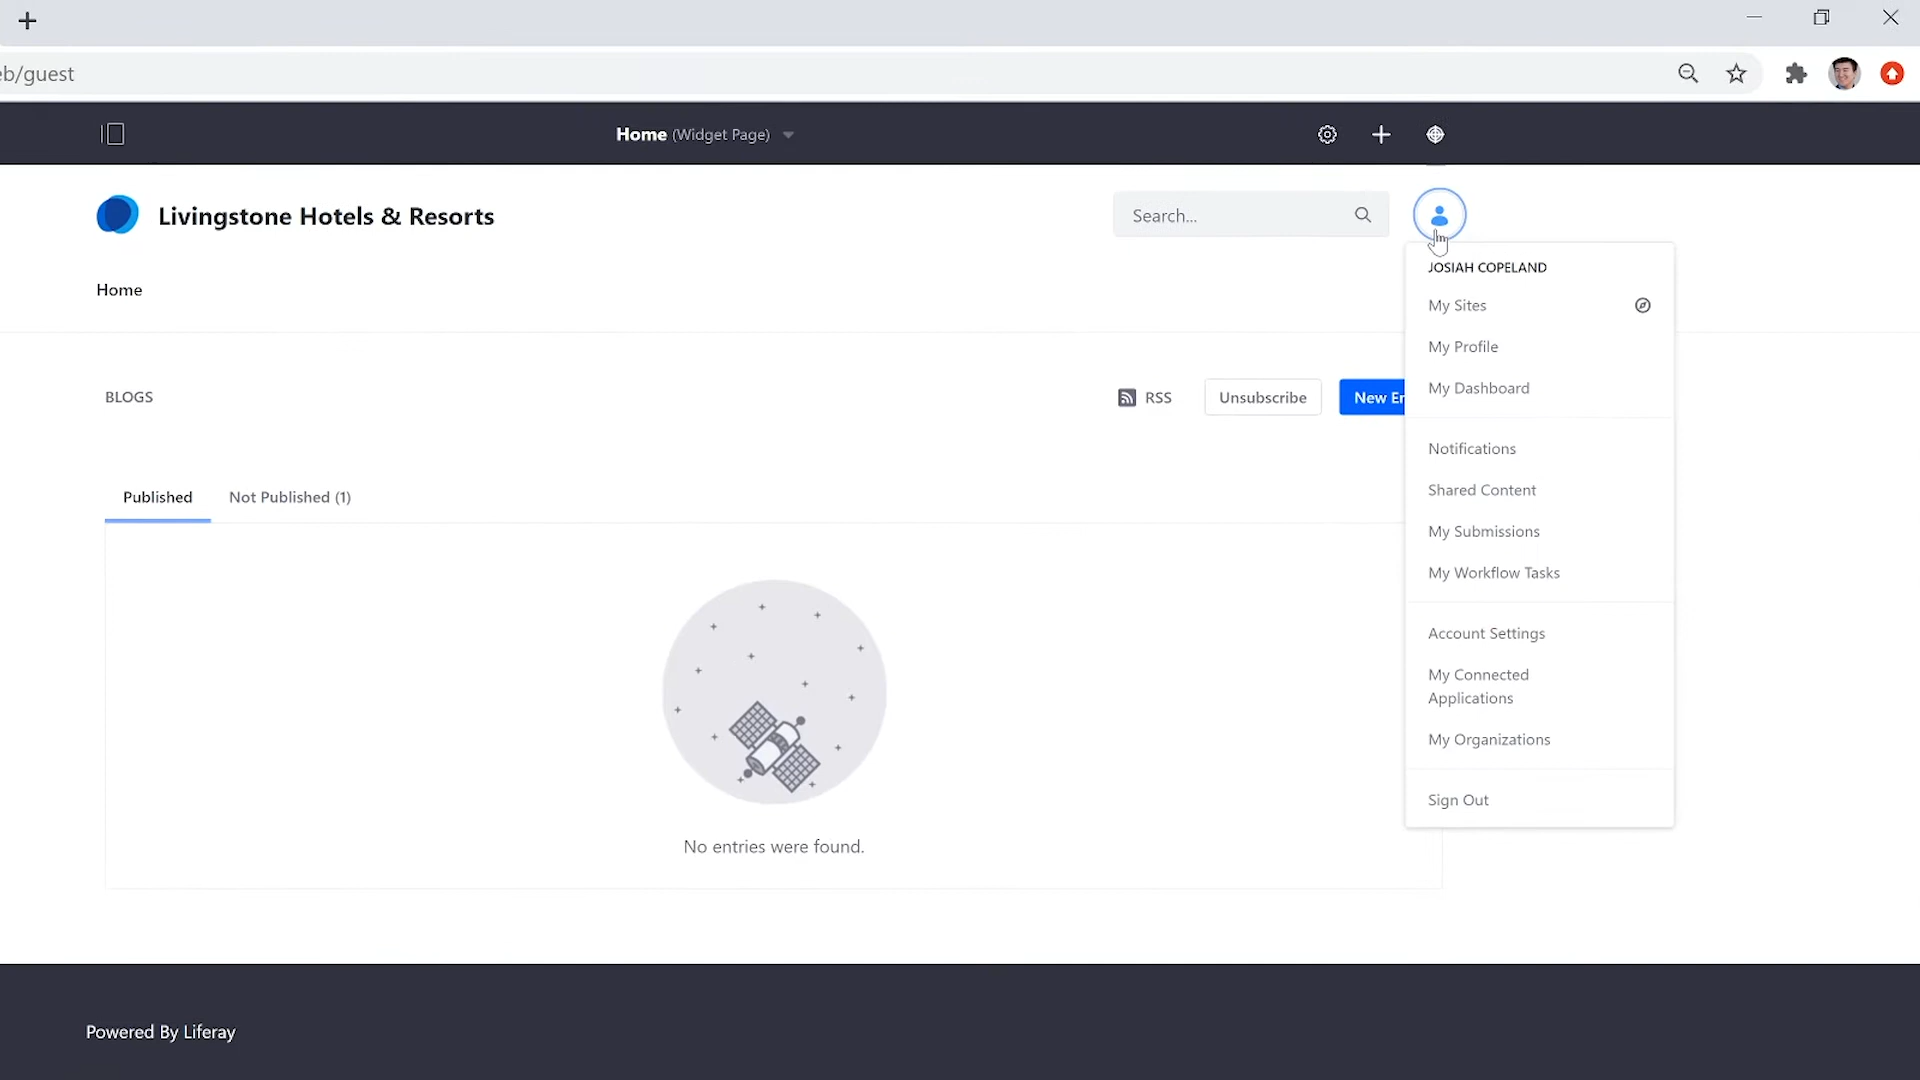 eb/guest
Home (Widget Page)
Livingstone Hotels & Resorts
Search...
JOSIAH COPELAND
My Sites
My Profile
My Dashboard
Notifications
Shared Content
My Submissions
My Workflow Tasks
Account Settings
My Connected
Applications
My Organizations
Sign Out
Home
BLOGS
RSS
Unsubscribe
New En
Published
Not Published (1)
No entries were found.
Powered By Liferay